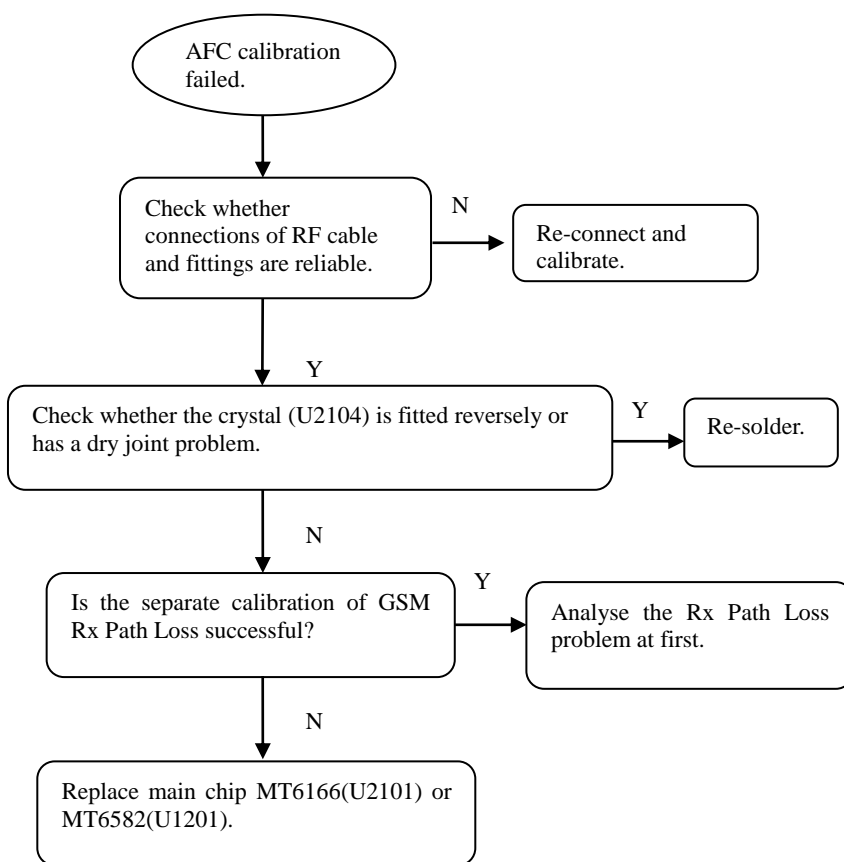 AFC calibration
failed.
Check whether
connections of RF cable
and fittings are reliable.
N
Re-connect and
calibrate.
Y
Check whether the crystal (U2104) is fitted reversely or
has a dry joint problem.
Y
Re-solder.
N
Is the separate calibration of GSM
Rx Path Loss successful?
Y
Analyse the Rx Path Loss
problem at first.
N
Replace main chip MT6166(U2101) or
MT6582(U1201).